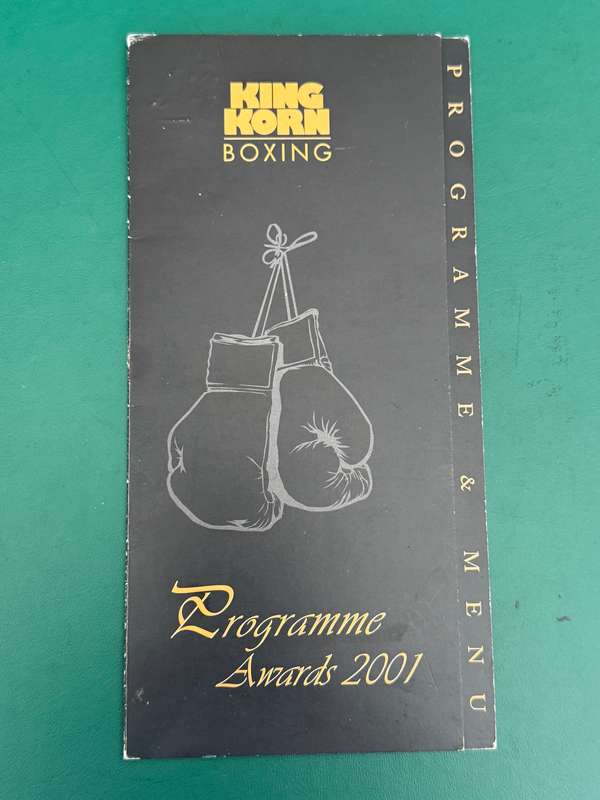 KING
KORN
BOXING
Programme
Awards 2001
PROGRAMME & MENU